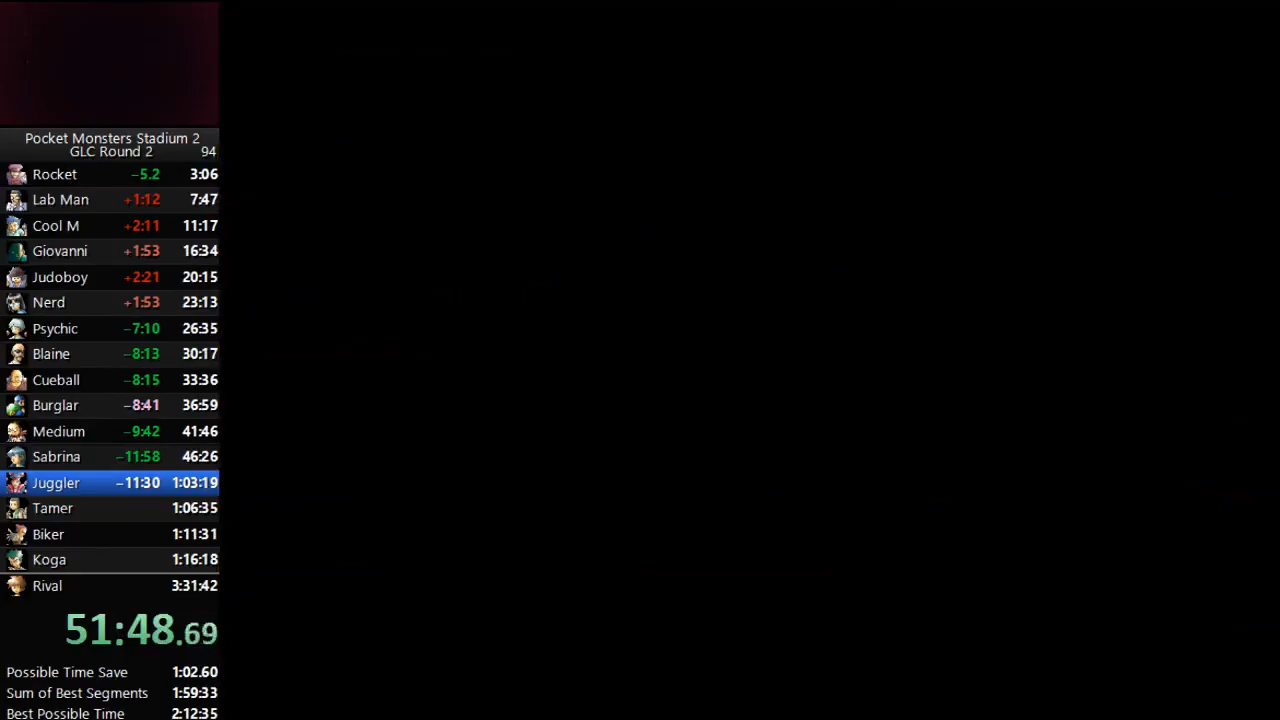 Pocket Monsters Stadium 2
GLC Round 2 94
Rocket −5.2 3:06
Lab Man +1:12 7:47
Cool M +2:11 11:17
Giovanni +1:53 16:34
Judoboy +2:21 20:15
Nerd +1:53 23:13
Psychic −7:10 26:35
Blaine −8:13 30:17
Cueball −8:15 33:36
Burglar −8:41 36:59
Medium −9:42 41:46
Sabrina −11:58 46:26
Juggler −11:30 1:03:19
Tamer 1:06:35
Biker 1:11:31
Koga 1:16:18
Rival 3:31:42
51:48.69
Possible Time Save 1:02.60
Sum of Best Segments 1:59:33
Best Possible Time 2:12:35